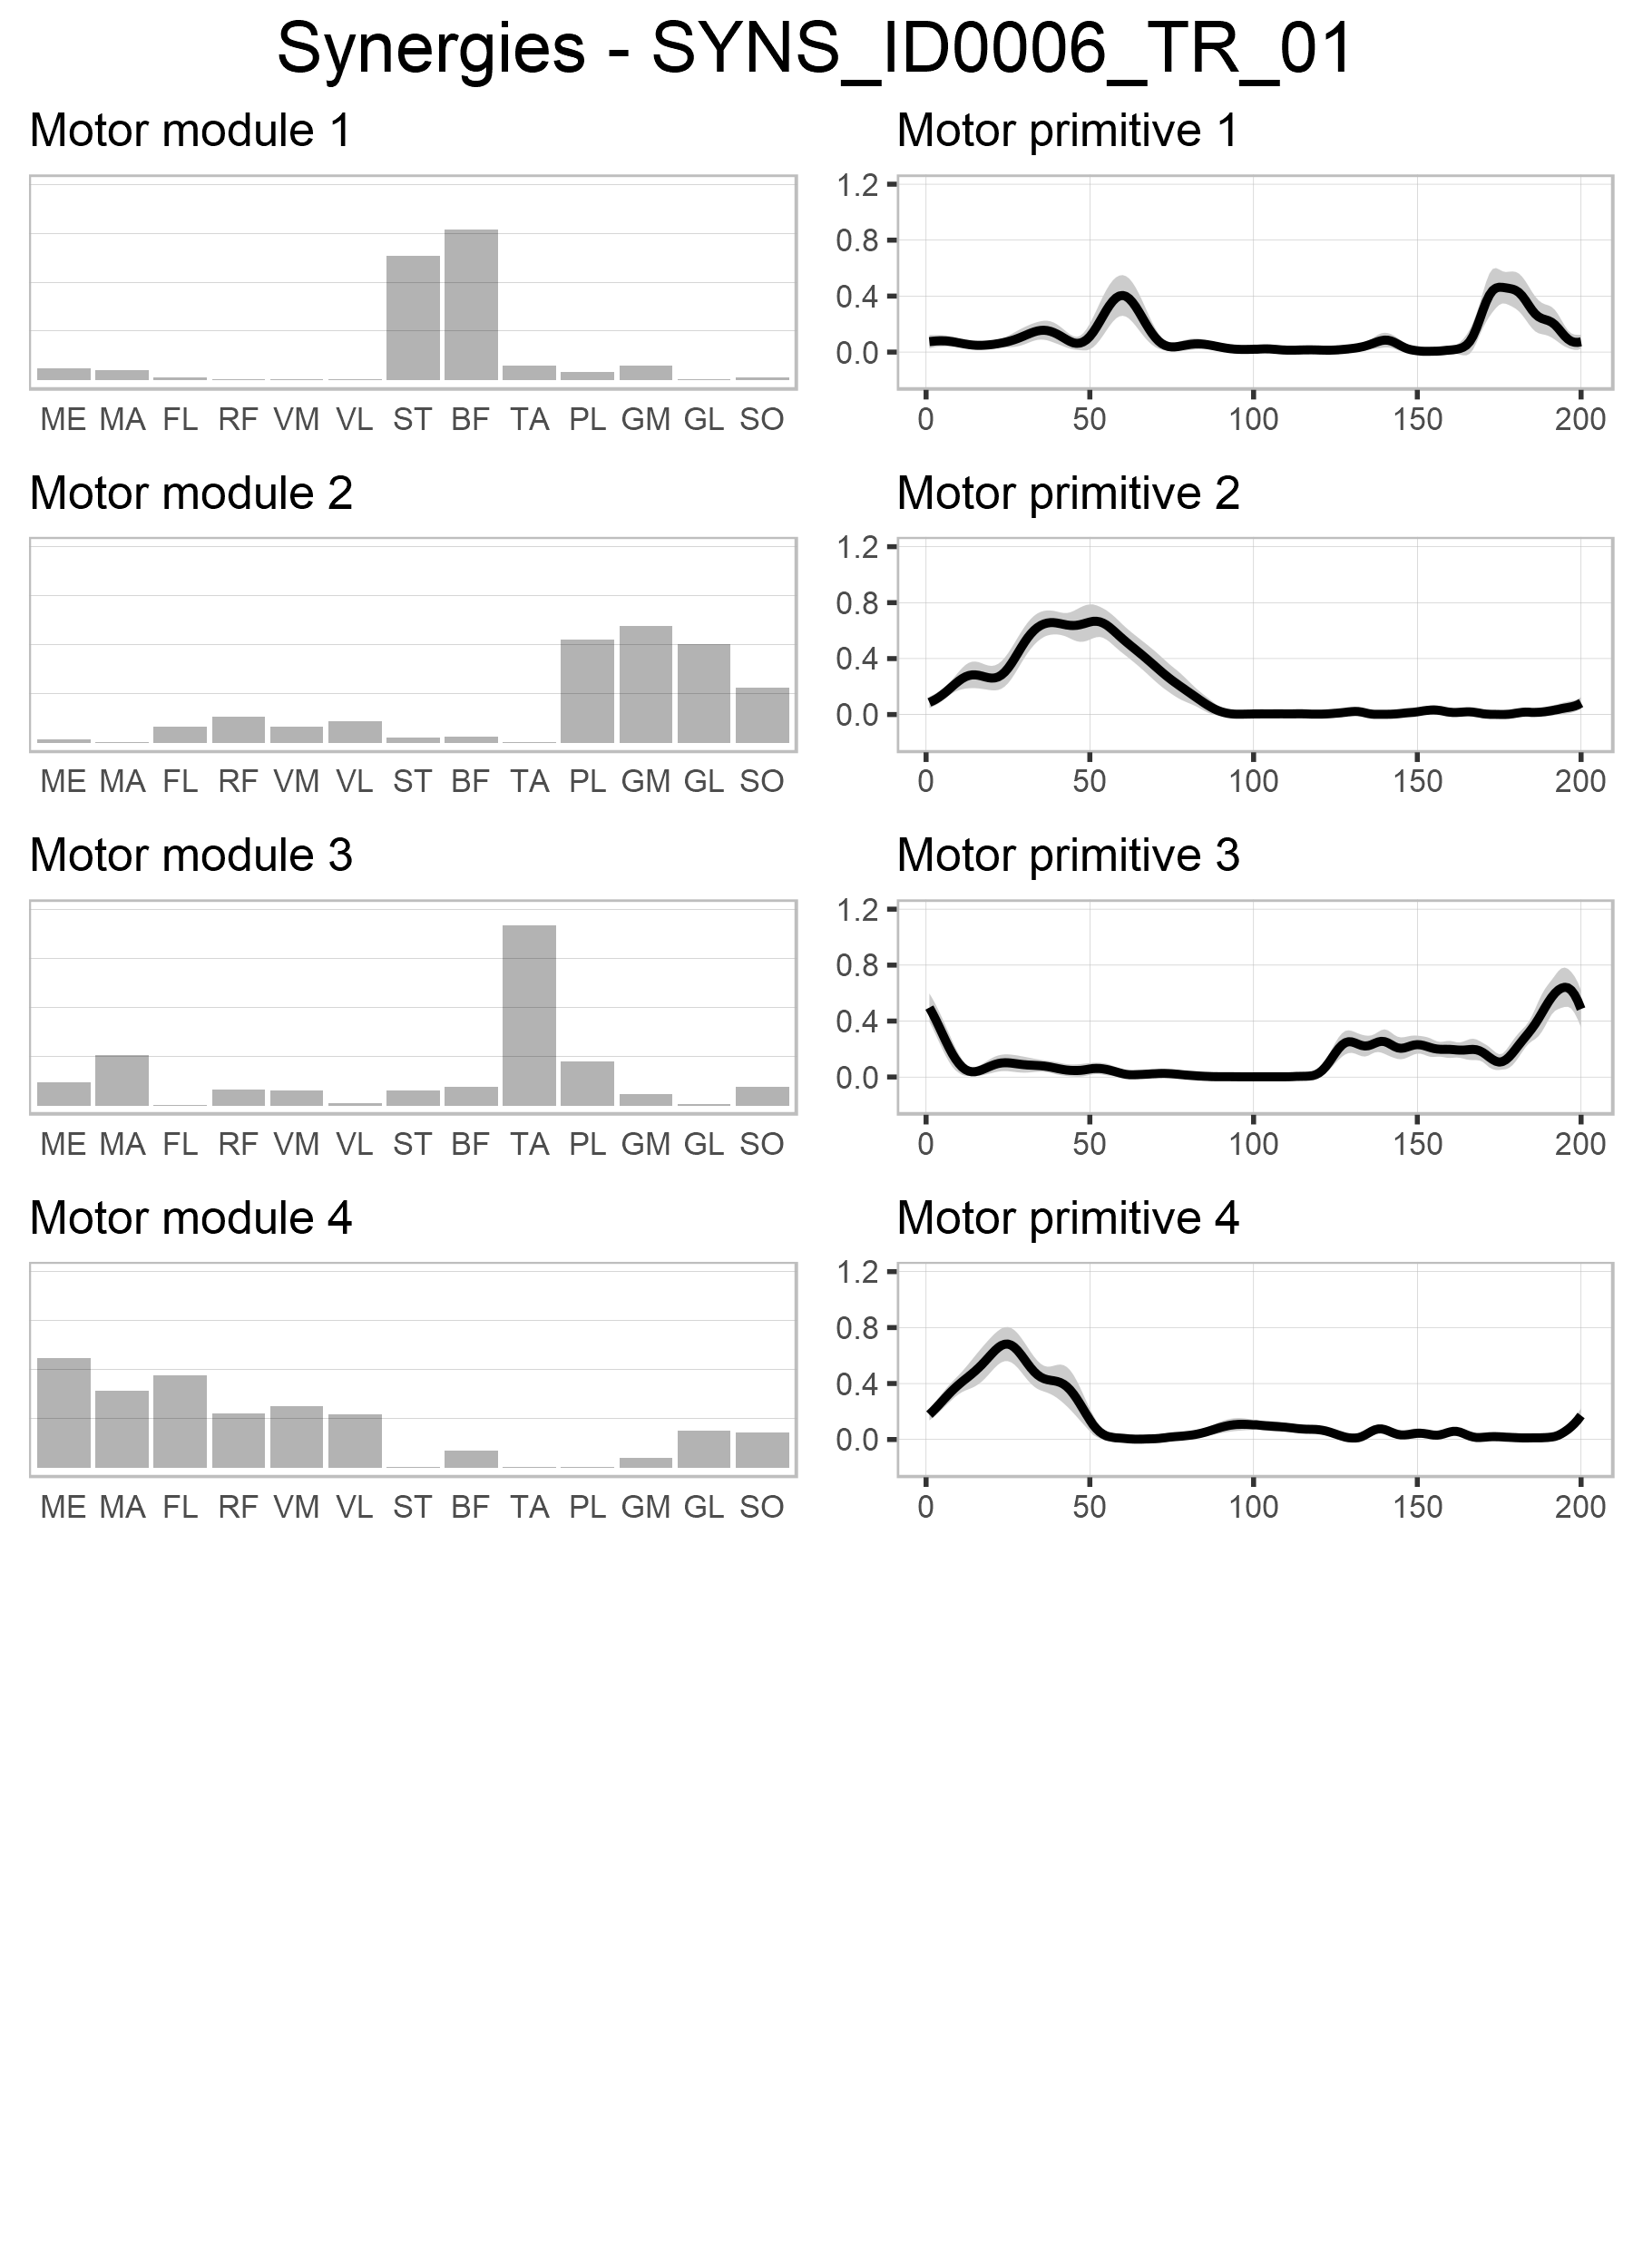 Synergies - SYNS_ID0006_TR_01
Motor module 1
Motor primitive 1
1.2
0.8
0.4
0.0
ME MA FL RF VM VL ST BF TA PL GM GL SO
0 50 100 150 200
Motor module 2
Motor primitive 2
1.2
0.8
0.4
0.0
ME MA FL RF VM VL ST BF TA PL GM GL SO
0 50 100 150 200
Motor module 3
Motor primitive 3
1.2
0.8
0.4
0.0
ME MA FL RF VM VL ST BF TA PL GM GL SO
0 50 100 150 200
Motor module 4
Motor primitive 4
1.2
0.8
0.4
0.0
ME MA FL RF VM VL ST BF TA PL GM GL SO
0 50 100 150 200